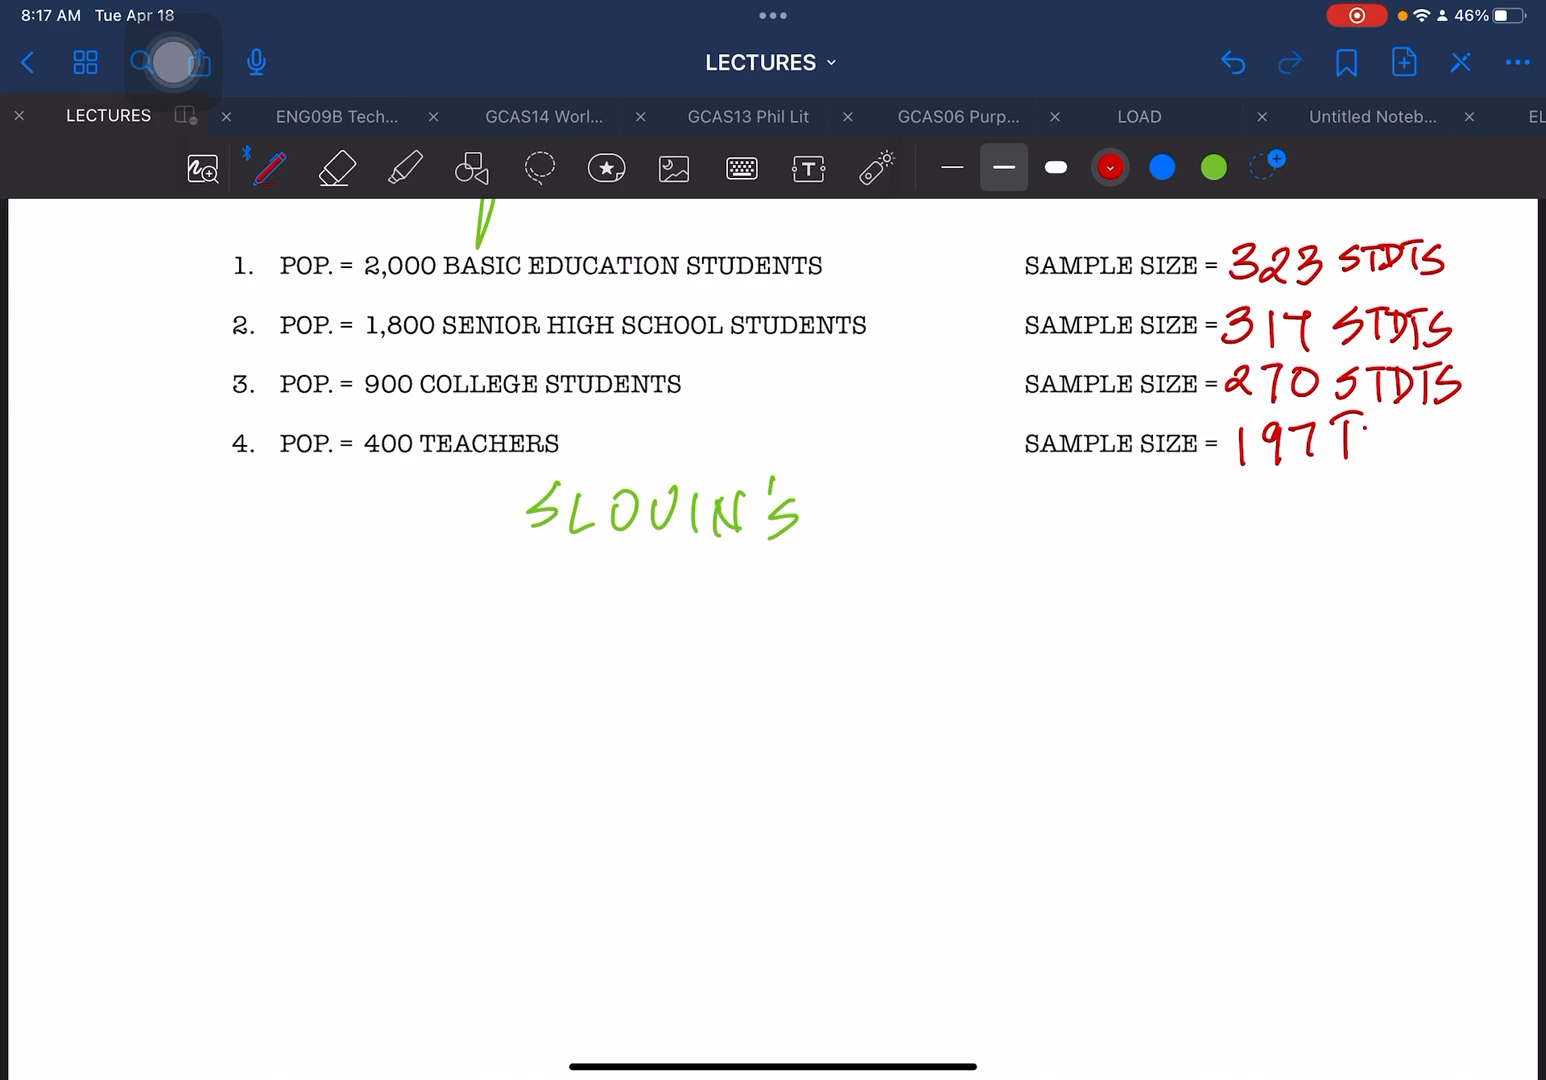 8:17 AM Tue Apr 18
46%
LECTURES
LECTURES ENG09B Tech... GCAS14 Worl... GCAS13 Phil Lit GCAS06 Purp... LOAD Untitled Noteb... EL
1. POP. = 2,000 BASIC EDUCATION STUDENTS SAMPLE SIZE = 323 STDTS
2. POP. = 1,800 SENIOR HIGH SCHOOL STUDENTS SAMPLE SIZE = 317 STDTS
3. POP. = 900 COLLEGE STUDENTS SAMPLE SIZE = 270 STDTS
4. POP. = 400 TEACHERS SAMPLE SIZE = 197 T.
SLOVIN'S